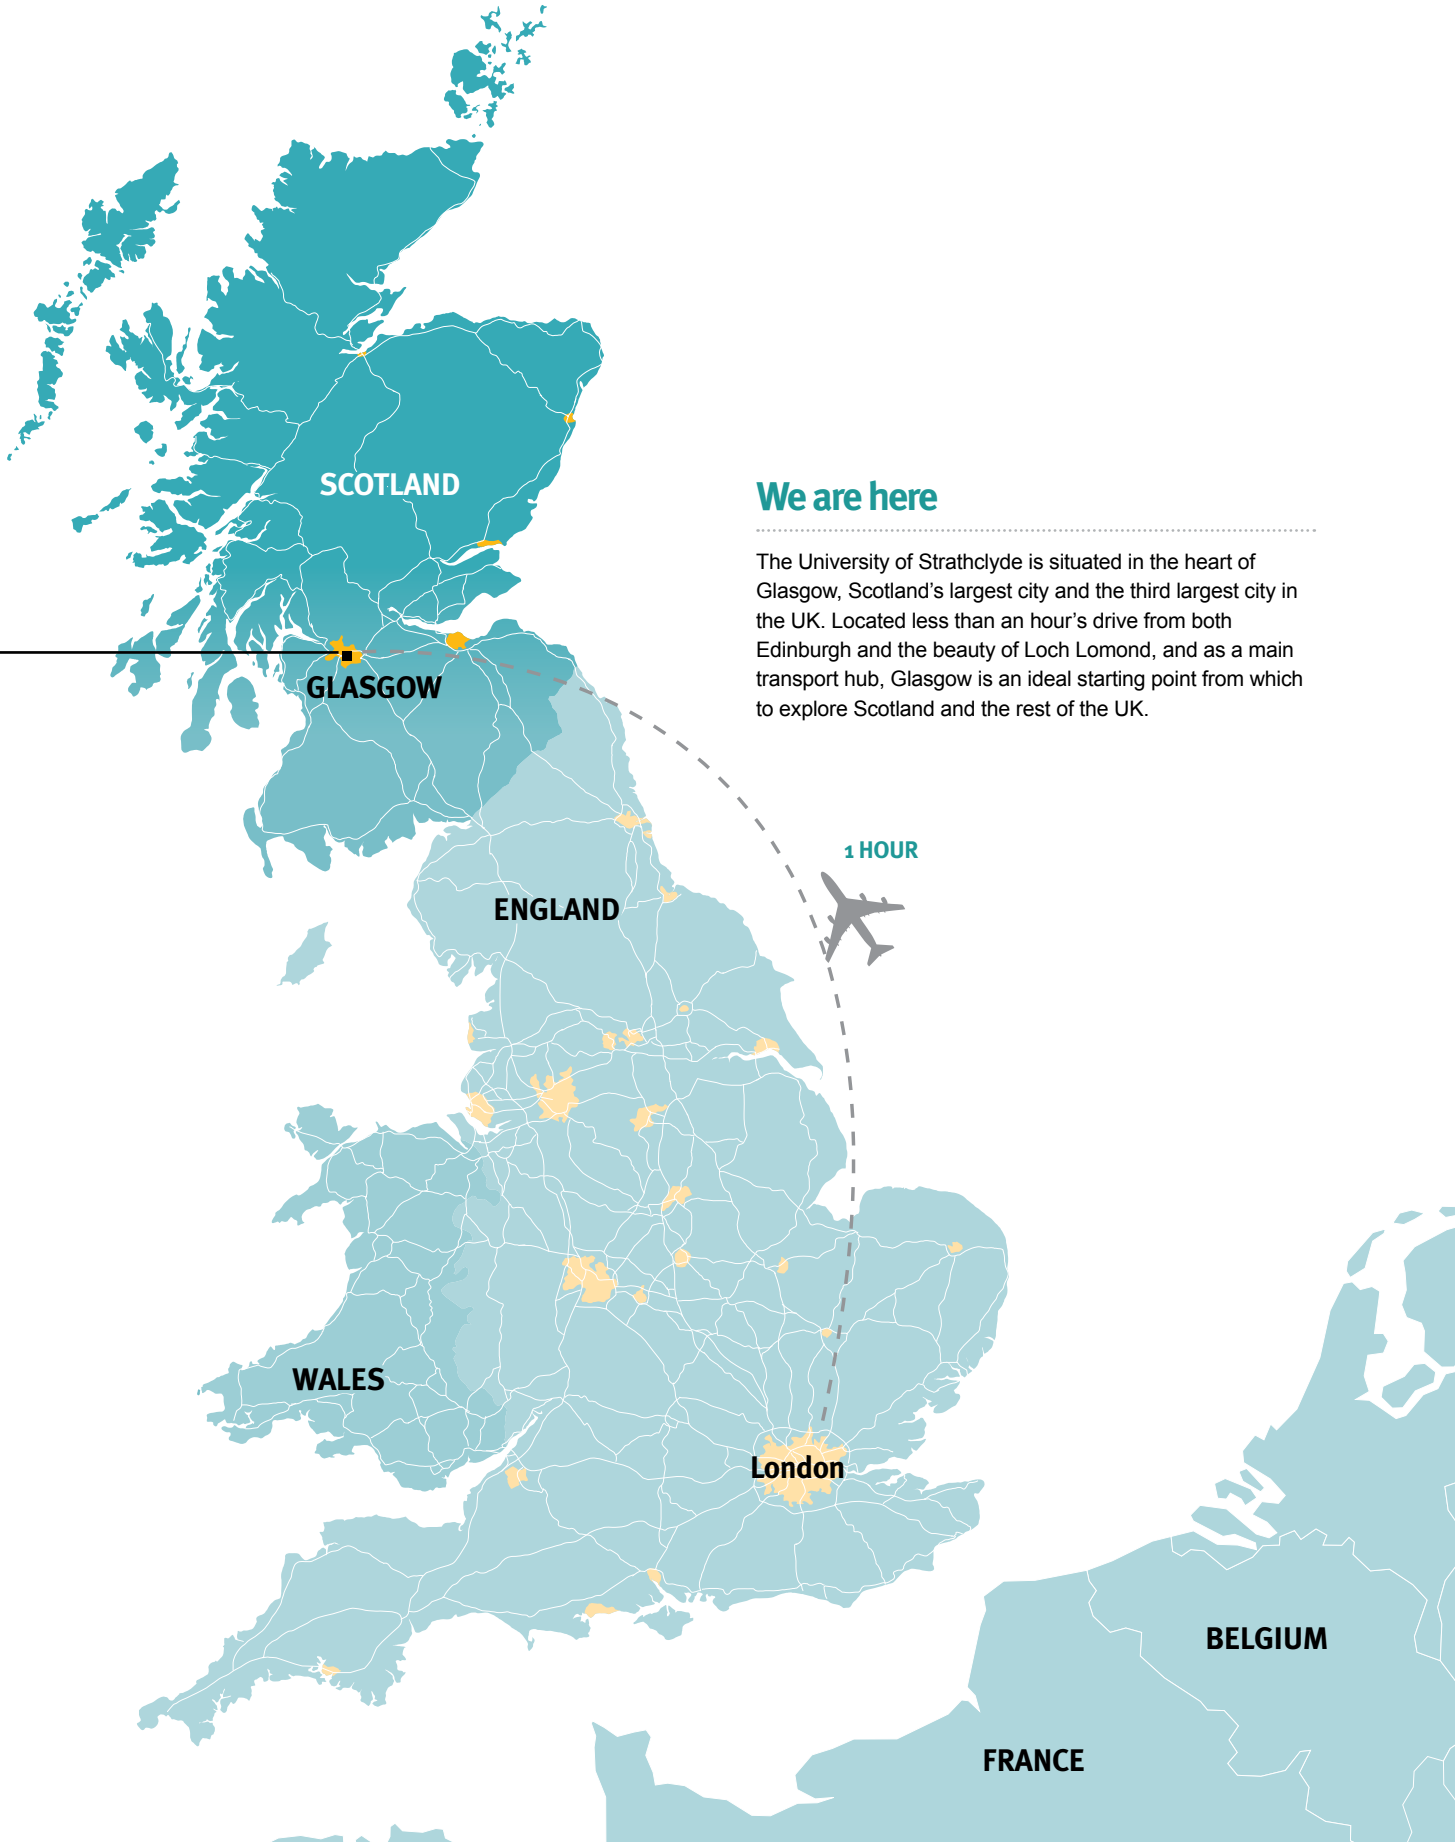 SCOTLAND
We are here
The University of Strathclyde is situated in the heart of
Glasgow, Scotland’s largest city and the third largest city in
the UK. Located less than an hour’s drive from both
Edinburgh and the beauty of Loch Lomond, and as a main
transport hub, Glasgow is an ideal starting point from which
to explore Scotland and the rest of the UK.
GLASGOW
1 HOUR
ENGLAND
WALES
London
BELGIUM
FRANCE